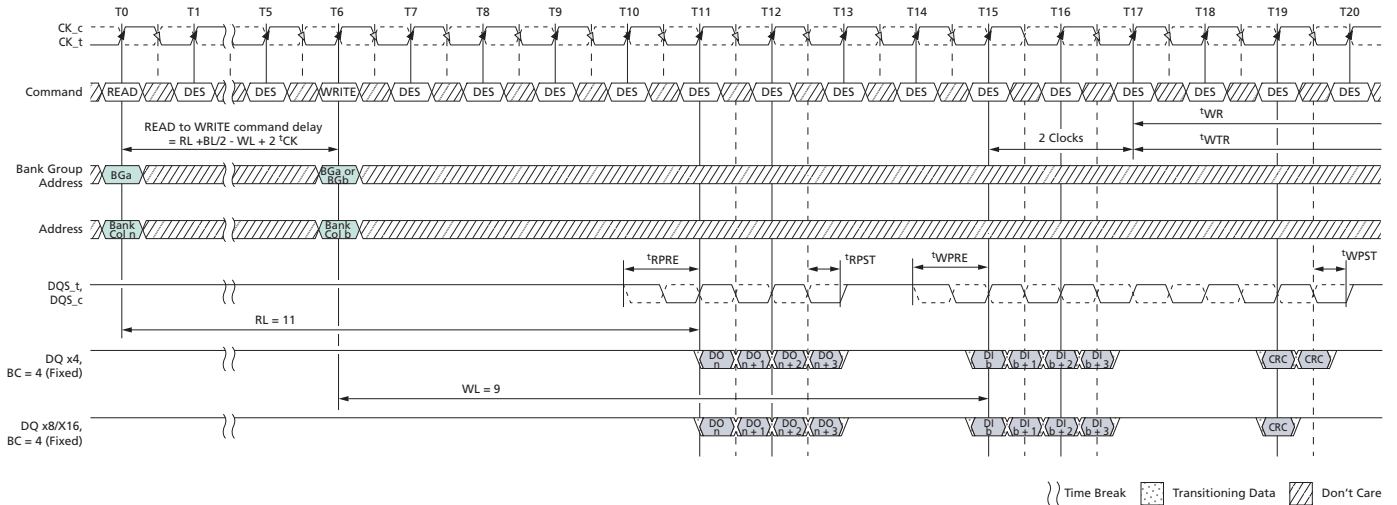 T0 T1 T5 T6 T7 T8 T9 T10 T11 T12 T13 T14 T15 T16 T17 T18 T19 T20
CK_c
CK_t
Command READ DES DES WRITE DES DES DES DES DES DES DES DES DES DES DES DES DES DES
READ to WRITE command delay
= RL +BL/2 - WL + 2 tCK
tWR
2 Clocks
tWTR
Bank Group
Address
BGa
BGa or
BGb
Address
Bank
Col n
Bank
Col b
tRPRE
tRPST
tWPRE
tWPST
DQS_t,
DQS_c
RL = 11
DQ x4,
BC = 4 (Fixed)
DO n DO n + 1 DO n + 2 DO n + 3 DI b DI b + 1 DI b + 2 DI b + 3 CRC CRC
WL = 9
DQ x8/X16,
BC = 4 (Fixed)
DO n DO n + 1 DO n + 2 DO n + 3 DI b DI b + 1 DI b + 2 DI b + 3 CRC
Time Break Transitioning Data Don't Care